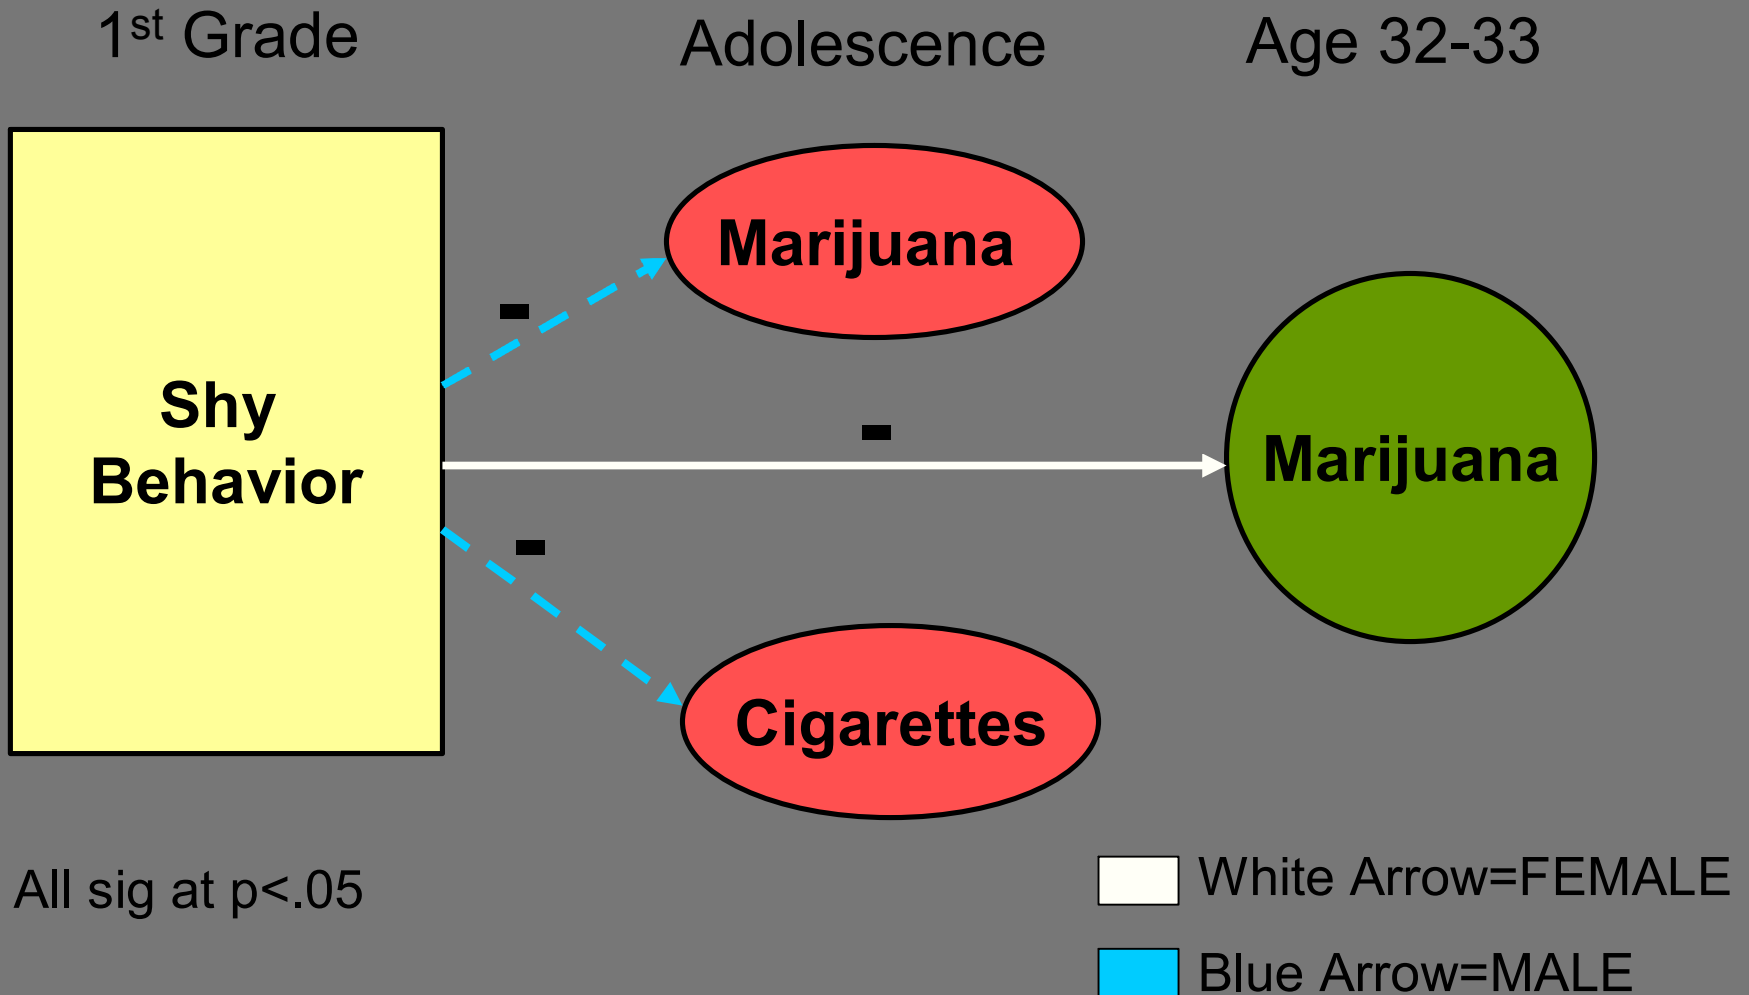 1st Grade
Adolescence
Age 32-33
Marijuana
-
Shy
Behavior
-
Marijuana
-
Cigarettes
All sig at p<.05
White Arrow=FEMALE
Blue Arrow=MALE